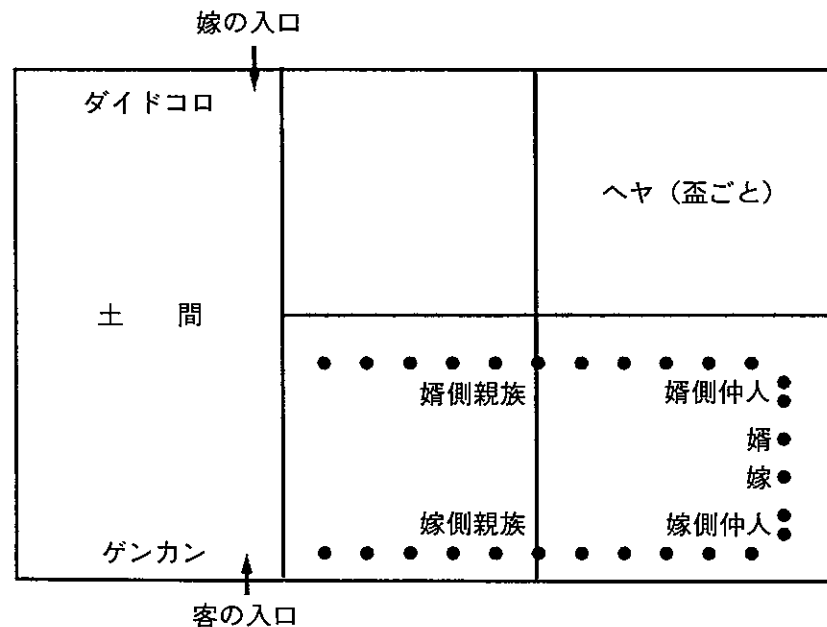 嫁の入口
ダイドコロ
ヘヤ（盃ごと）
土　間
婿側親族
婿側仲人
婿
嫁
嫁側親族
嫁側仲人
ゲンカン
客の入口